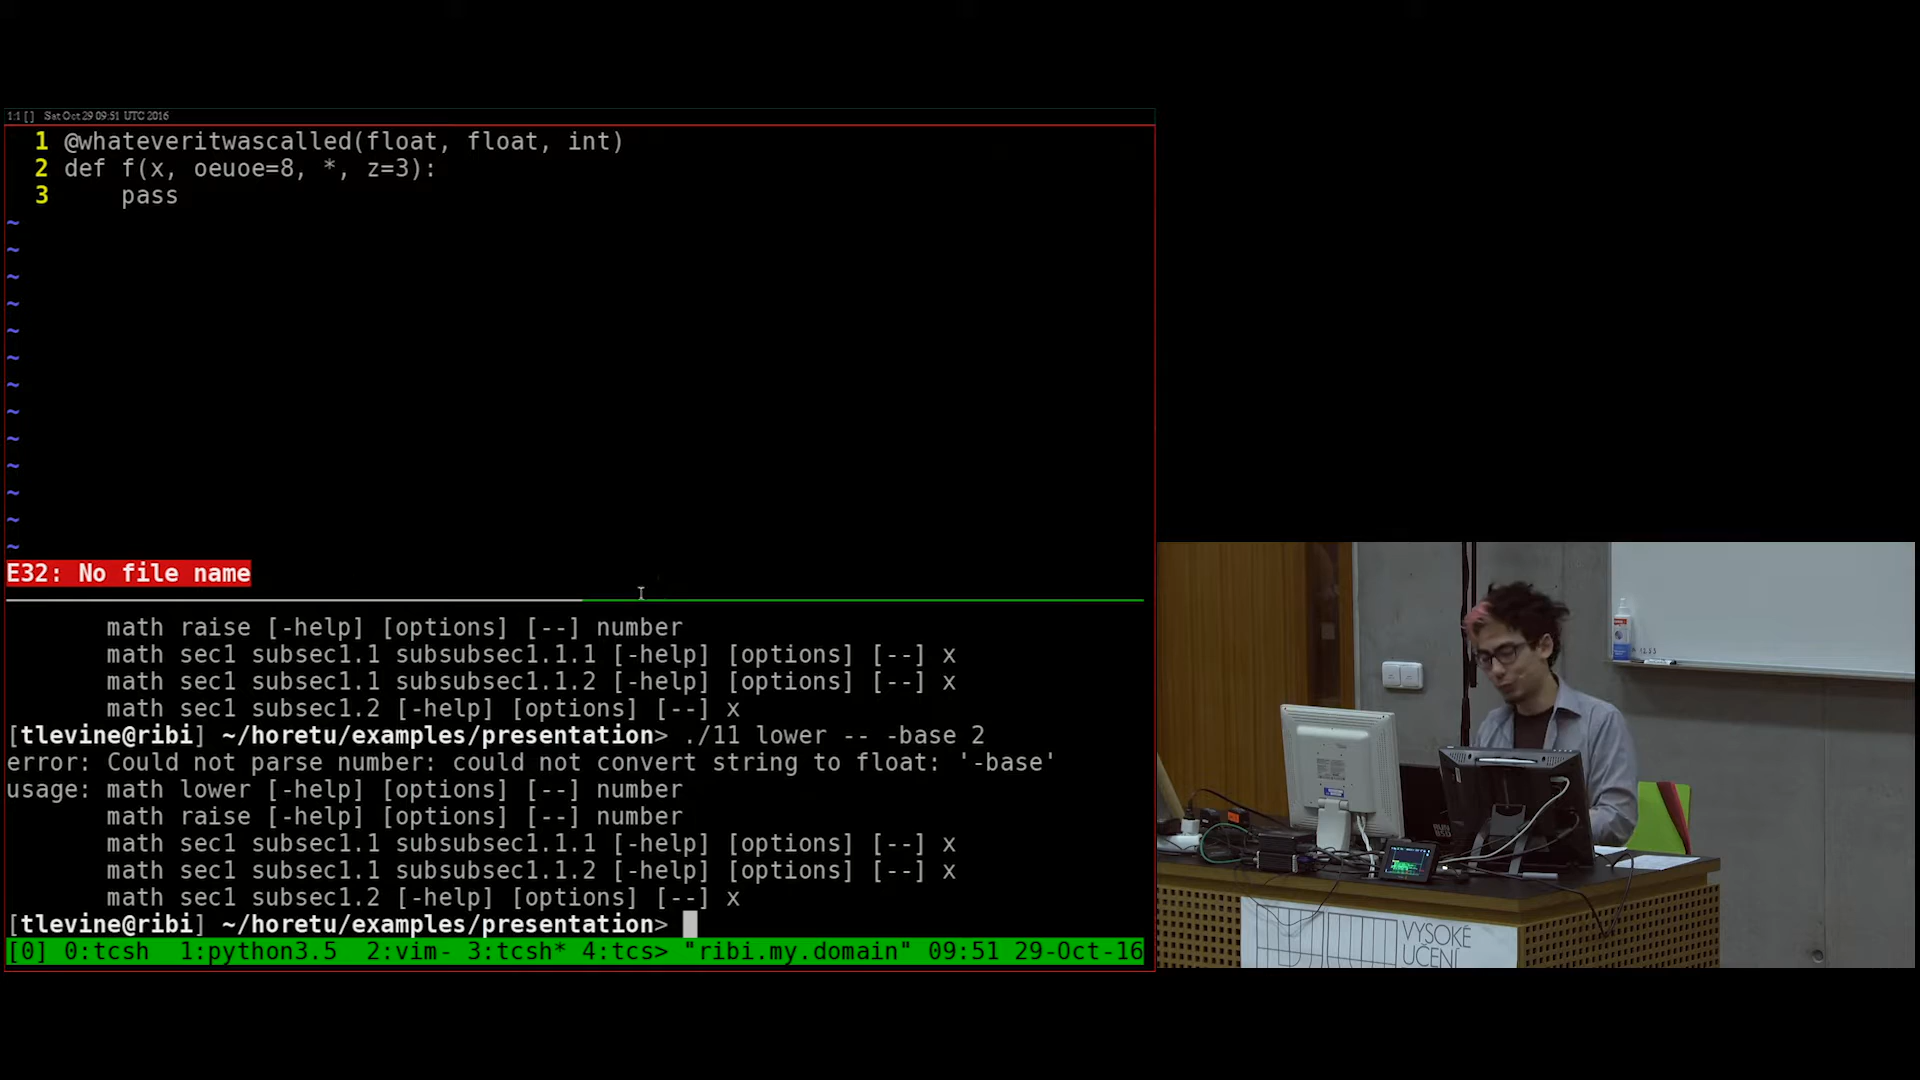 1:1 [ ] Sat Oct 29 09:51 UTC 2016
1 @whateveritwascalled(float, float, int)
2 def f(x, oeuoe=8, *, z=3):
3 pass
~
~
~
~
~
~
~
~
~
~
~
~
~
E32: No file name
math raise [-help] [options] [--] number
math sec1 subsec1.1 subsubsec1.1.1 [-help] [options] [--] x
math sec1 subsec1.1 subsubsec1.1.2 [-help] [options] [--] x
math sec1 subsec1.2 [-help] [options] [--] x
[tlevine@ribi] ~/horetu/examples/presentation> ./11 lower -- -base 2
error: Could not parse number: could not convert string to float: '-base'
usage: math lower [-help] [options] [--] number
math raise [-help] [options] [--] number
math sec1 subsec1.1 subsubsec1.1.1 [-help] [options] [--] x
math sec1 subsec1.1 subsubsec1.1.2 [-help] [options] [--] x
math sec1 subsec1.2 [-help] [options] [--] x
[tlevine@ribi] ~/horetu/examples/presentation>
[0] 0:tcsh 1:python3.5 2:vim- 3:tcsh* 4:tcs> "ribi.my.domain" 09:51 29-Oct-16
VYSOKÉ
UČENÍ